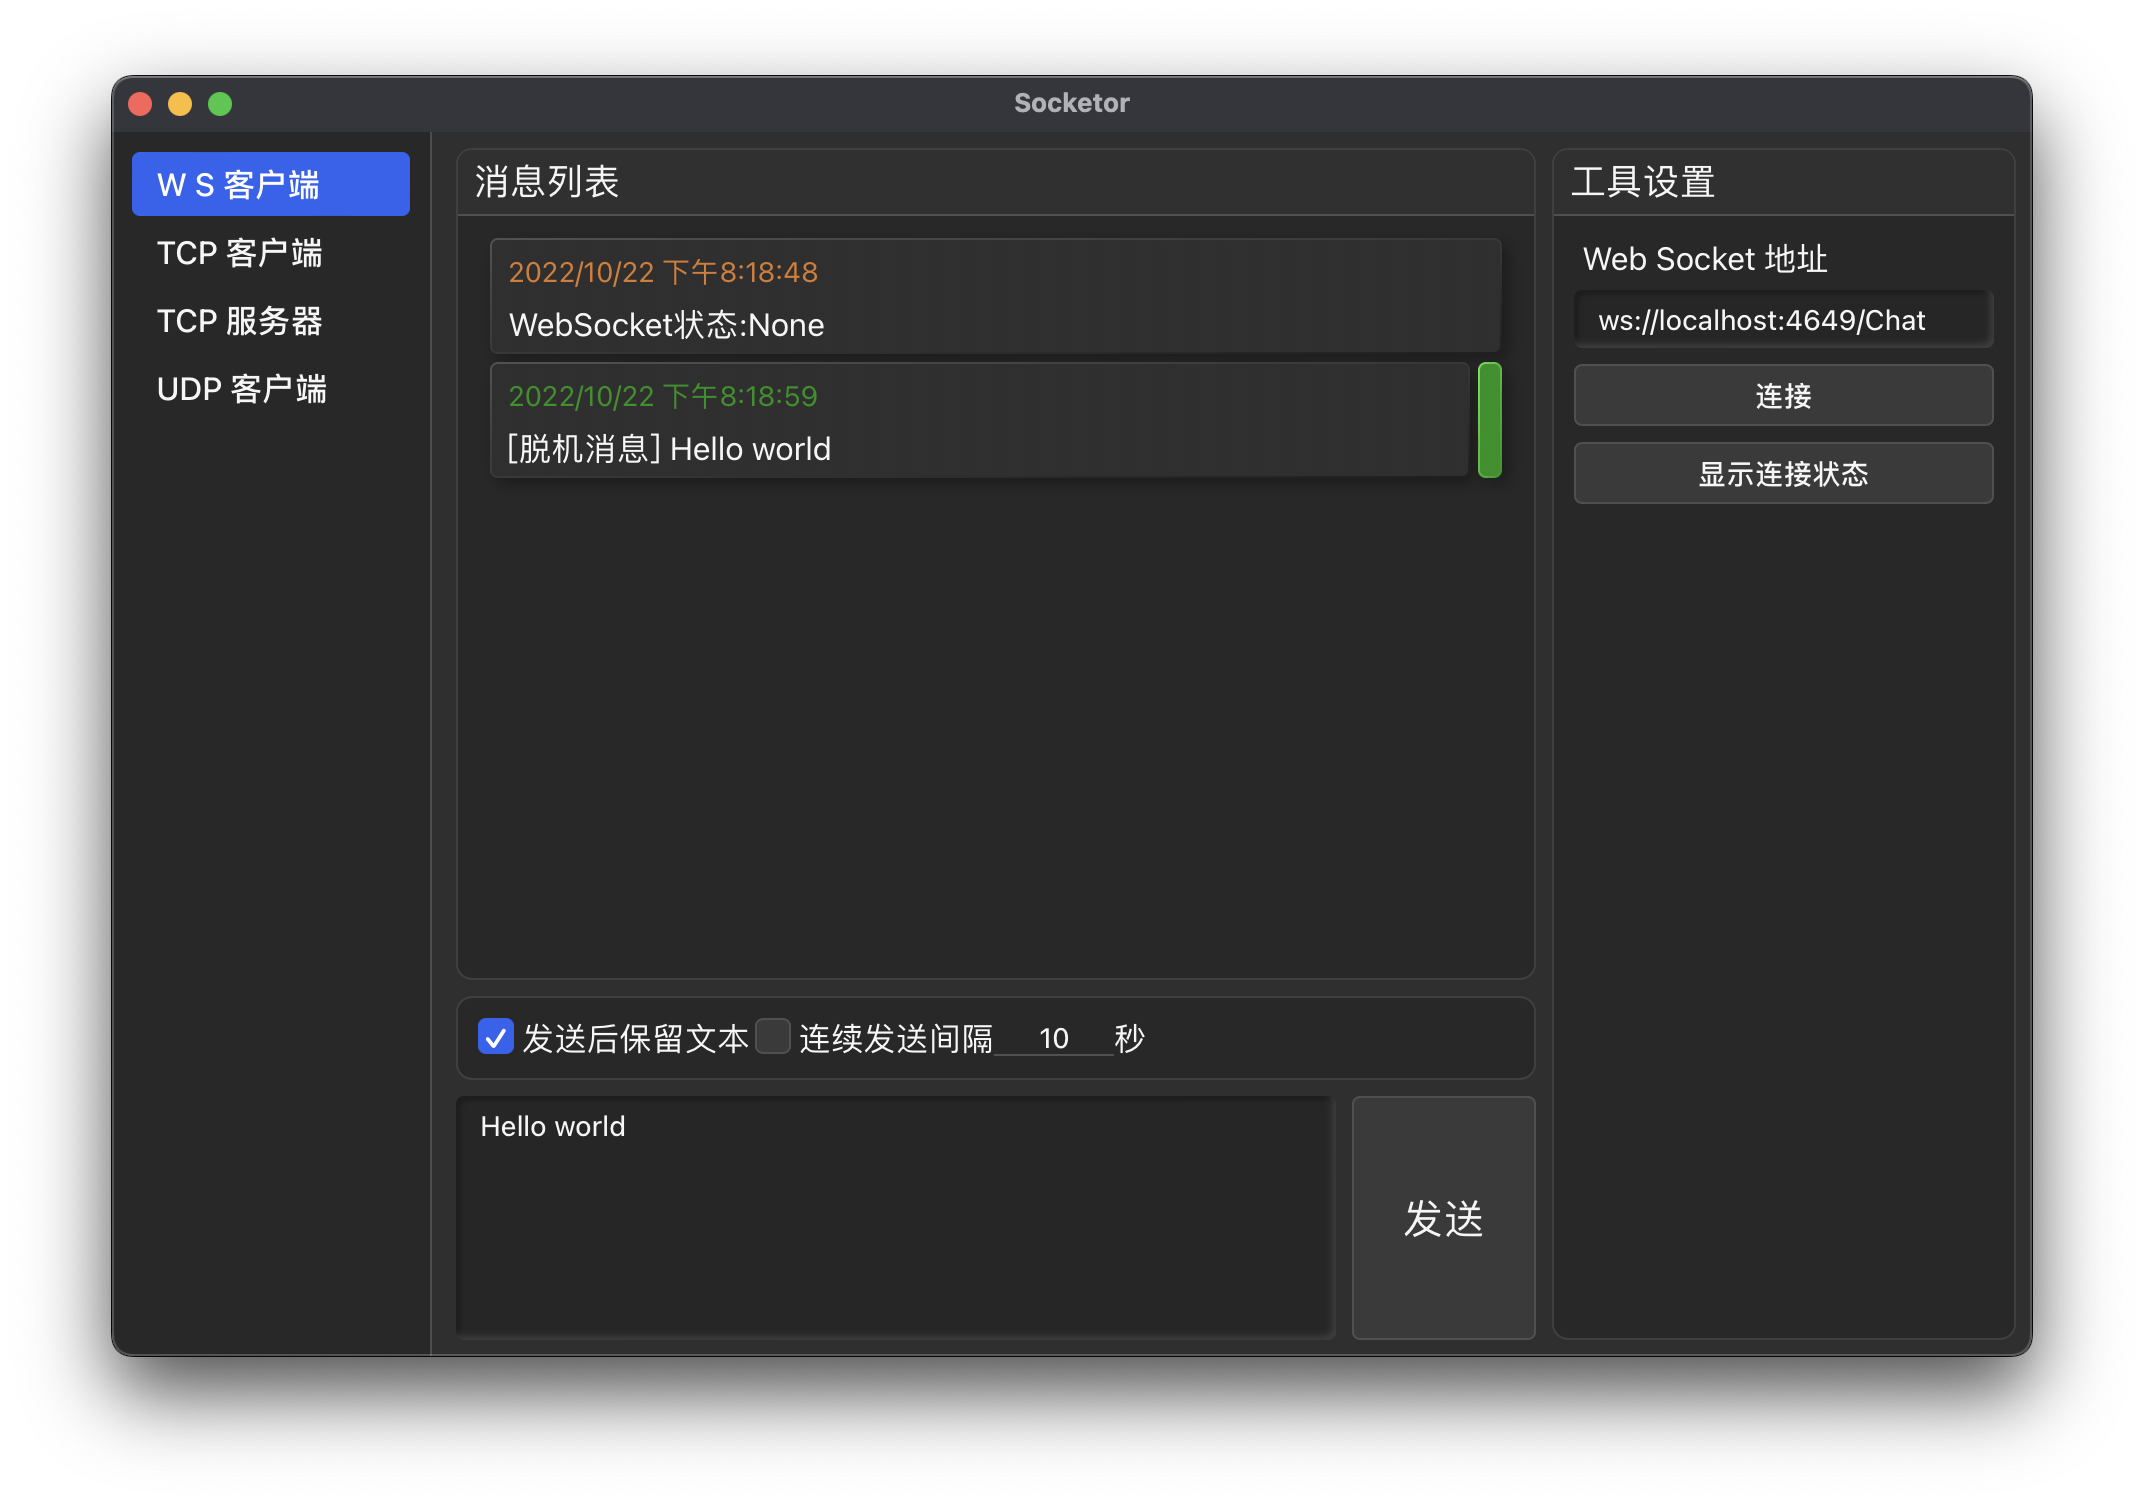 Socketor
W S 客户端
TCP 客户端
TCP 服务器
UDP 客户端
消息列表
2022/10/22 下午8:18:48
WebSocket状态:None
2022/10/22 下午8:18:59
[脱机消息] Hello world
发送后保留文本 连续发送间隔 10 秒
Hello world
发送
工具设置
Web Socket 地址
ws://localhost:4649/Chat
连接
显示连接状态